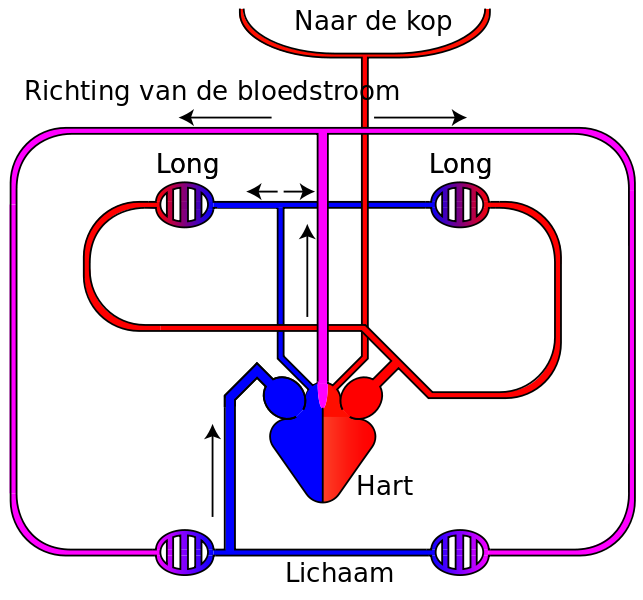 Naar de kop
Richting van de bloedstroom
Long
Long
Hart
Lichaam